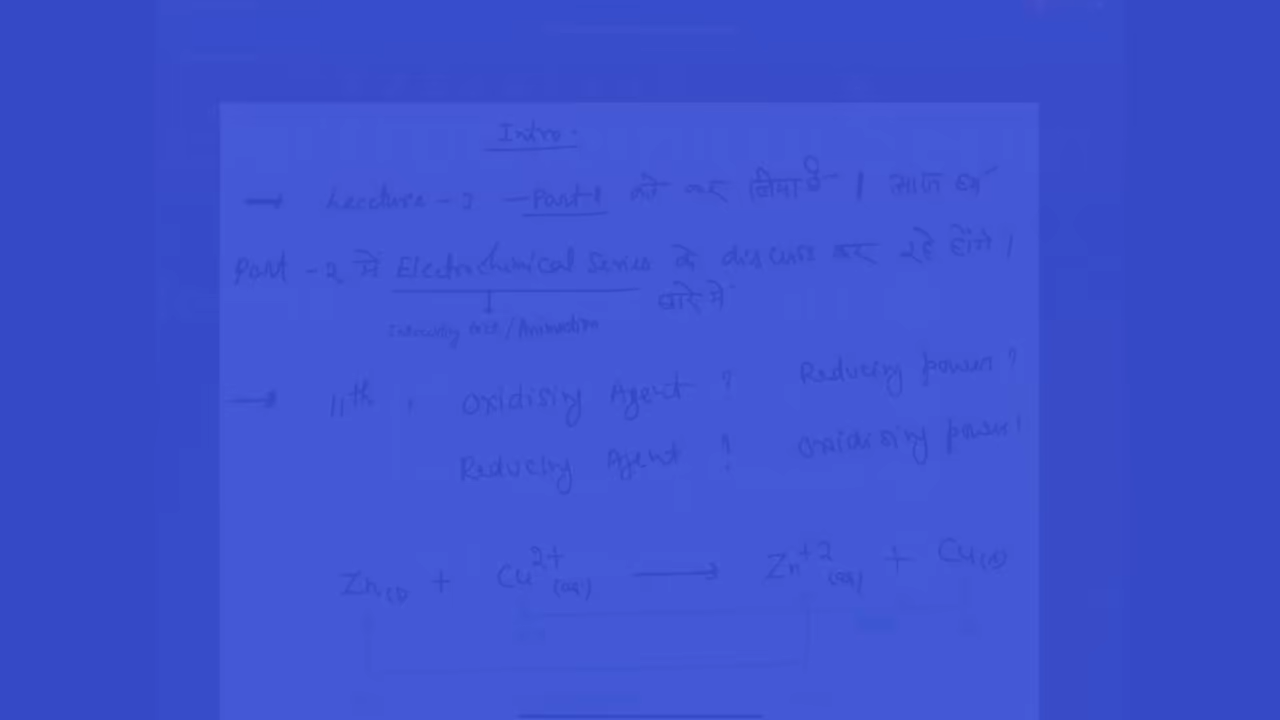 Intro.
→ Lecture - 2 - Part 1 को कर लिया है । आज हम
Part - 2 में Electrochemical Series के discuss कर रहे होंगे ।
बारे में
/ Animation
→ 11th , Oxidising Agent ? Reducing power ?
Reducing Agent ? Oxidising power !
Zn(s) + Cu2+ (aq) → Zn+2 (aq) + Cu(s)